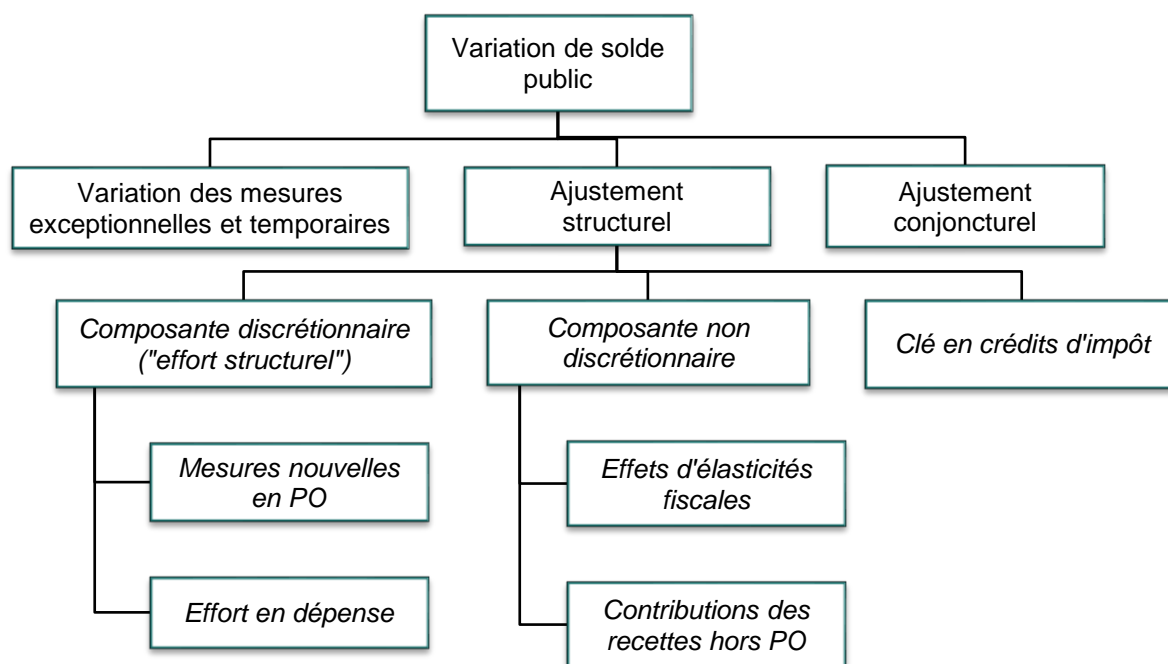 Variation de solde
public
Variation des mesures
exceptionnelles et temporaires
Ajustement
structurel
Ajustement
conjoncturel
Composante discrétionnaire
("effort structurel")
Composante non
discrétionnaire
Clé en crédits d'impôt
Mesures nouvelles
en PO
Effets d'élasticités
fiscales
Effort en dépense
Contributions des
recettes hors PO